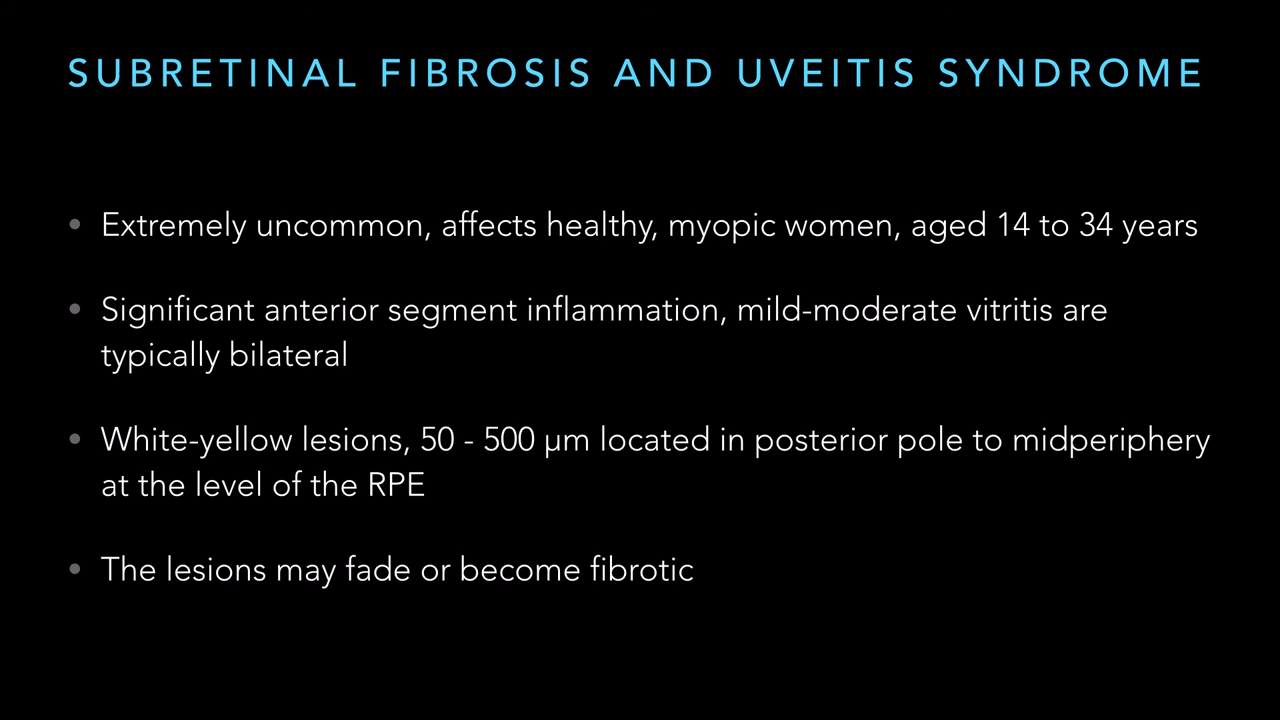 SUBRETINAL FIBROSIS AND UVEITIS SYNDROME
• Extremely uncommon, affects healthy, myopic women, aged 14 to 34 years
• Significant anterior segment inflammation, mild-moderate vitritis are
typically bilateral
• White-yellow lesions, 50 - 500 µm located in posterior pole to midperiphery
at the level of the RPE
• The lesions may fade or become fibrotic